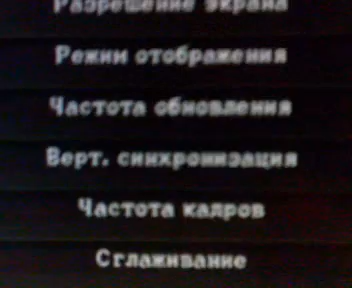 Разрешение экрана
Режим отображения
Частота обновления
Верт. синхронизация
Частота кадров
Сглаживание